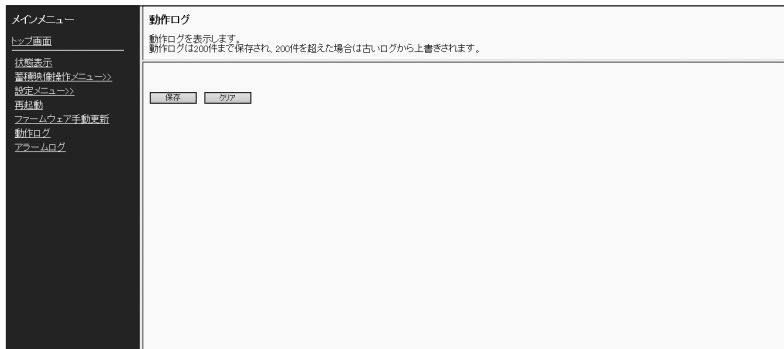 メインメニュー
トップ画面
状態表示
蓄積映像操作メニュー>>
設定メニュー>>
再起動
ファームウェア手動更新
動作ログ
アラームログ
動作ログ
動作ログを表示します。
動作ログは200件まで保存され、200件を超えた場合は古いログから上書きされます。
保存 クリア